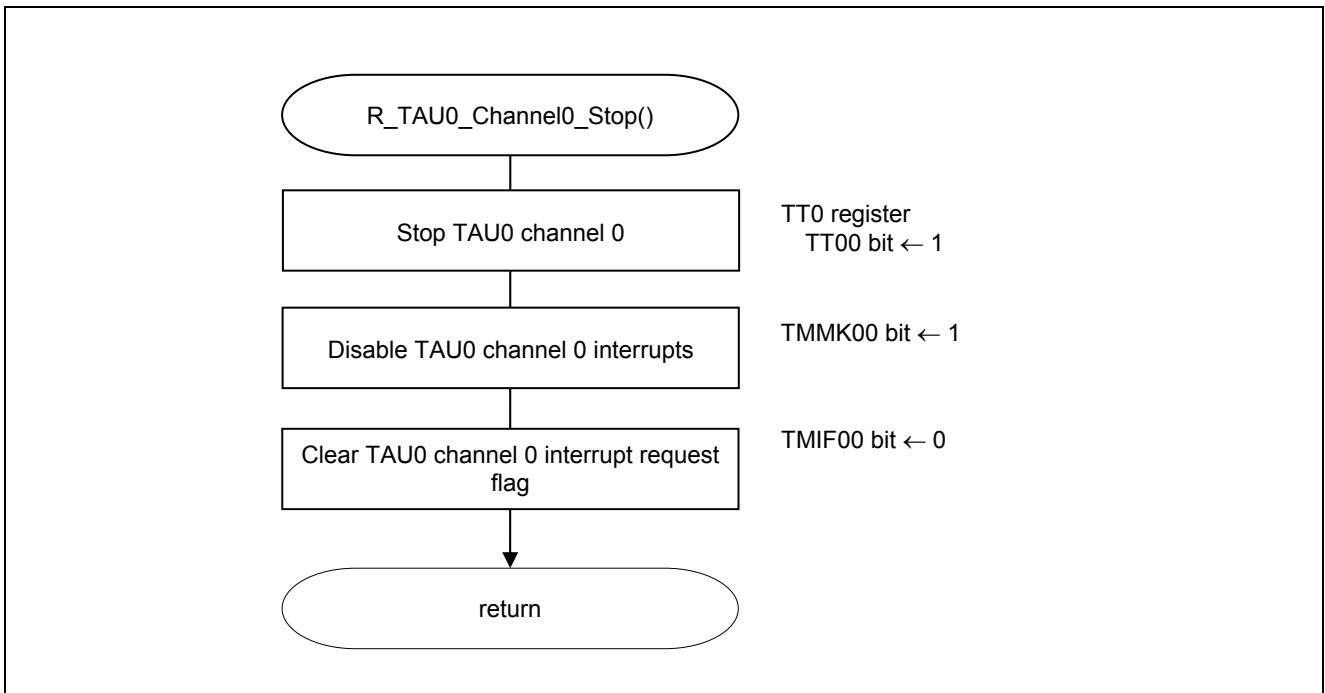 R_TAU0_Channel0_Stop()
Stop TAU0 channel 0
TT0 register
TT00 bit ← 1
Disable TAU0 channel 0 interrupts
TMMK00 bit ← 1
Clear TAU0 channel 0 interrupt request
flag
TMIF00 bit ← 0
return